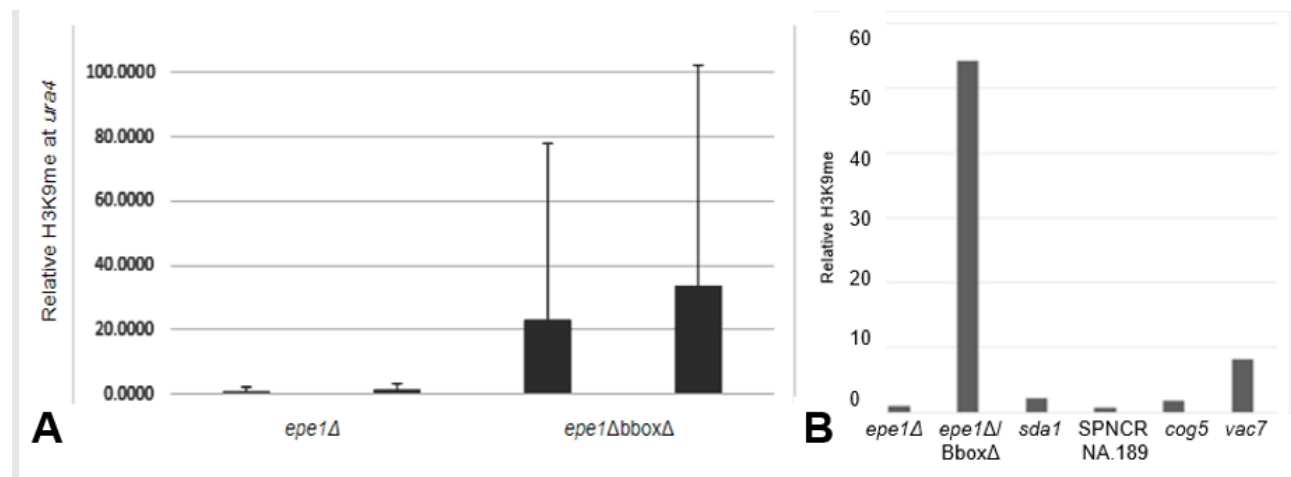 Relative H3K9me at ura4
100.0000
80.0000
60.0000
40.0000
20.0000
0.0000
epe1Δ
epe1Δbbox​Δ
A
Relative H3K9me
60
50
40
30
20
10
0
epe1Δ
epe1Δ/
BboxΔ
sda1
SPNCR
NA.189
cog5
vac7
B